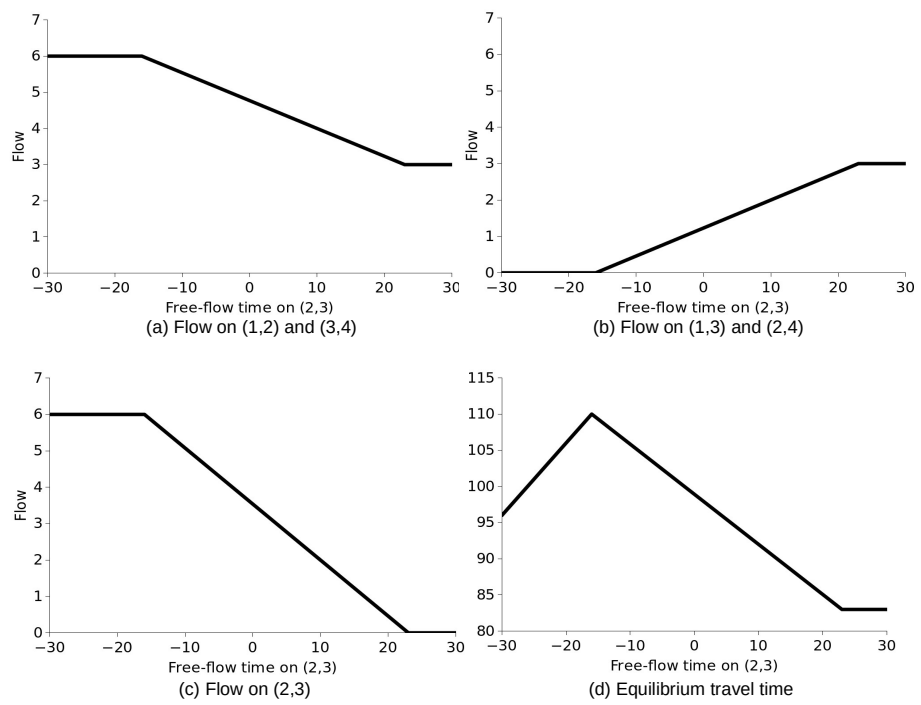 7
6
5
4
3
2
1
0
Flow
−30 −20 −10 0 10 20 30
Free-flow time on (2,3)
(a) Flow on (1,2) and (3,4)
7
6
5
4
3
2
1
0
Flow
−30 −20 −10 0 10 20 30
Free-flow time on (2,3)
(b) Flow on (1,3) and (2,4)
7
6
5
4
3
2
1
0
Flow
−30 −20 −10 0 10 20 30
Free-flow time on (2,3)
(c) Flow on (2,3)
115
110
105
100
95
90
85
80
−30 −20 −10 0 10 20 30
Free-flow time on (2,3)
(d) Equilibrium travel time